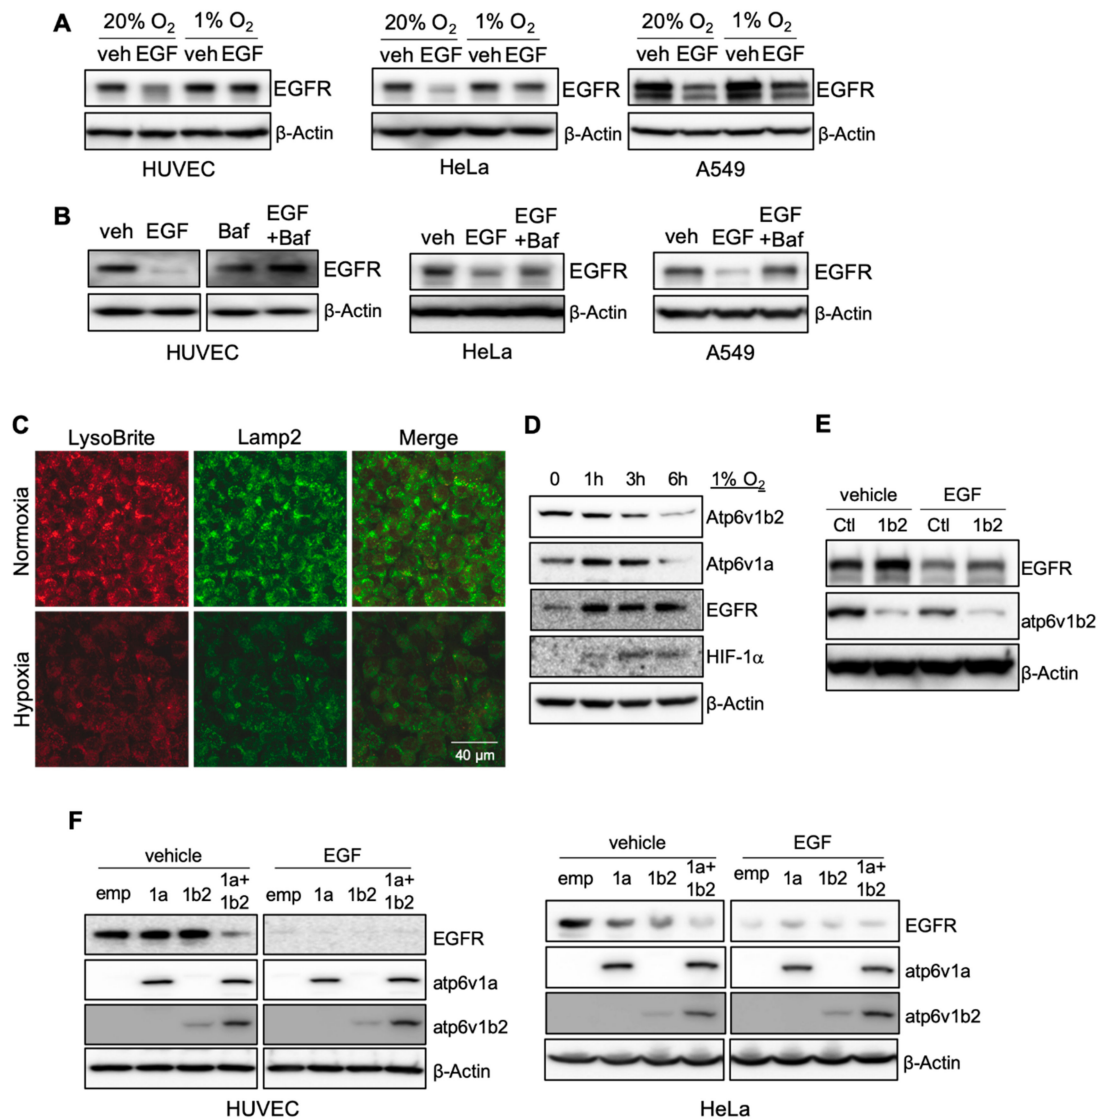 A
20% O2 1% O2 20% O2 1% O2 20% O2 1% O2
veh EGF veh EGF veh EGF veh EGF veh EGF veh EGF
EGFR EGFR EGFR
β-Actin β-Actin β-Actin
HUVEC HeLa A549
B
EGF EGF EGF
veh EGF Baf +Baf veh EGF +Baf veh EGF +Baf
EGFR EGFR EGFR
β-Actin β-Actin β-Actin
HUVEC HeLa A549
C
LysoBrite Lamp2 Merge
Normoxia
Hypoxia
40 µm
D
0 1h 3h 6h 1% O2
Atp6v1b2
Atp6v1a
EGFR
HIF-1α
β-Actin
E
vehicle EGF
Ctl 1b2 Ctl 1b2
EGFR
atp6v1b2
β-Actin
F
vehicle EGF
emp 1a 1b2 1a+
1b2 emp 1a 1b2 1a+
1b2
EGFR
atp6v1a
atp6v1b2
β-Actin
HUVEC
vehicle EGF
emp 1a 1b2 1a+
1b2 emp 1a 1b2 1a+
1b2
EGFR
atp6v1a
atp6v1b2
β-Actin
HeLa